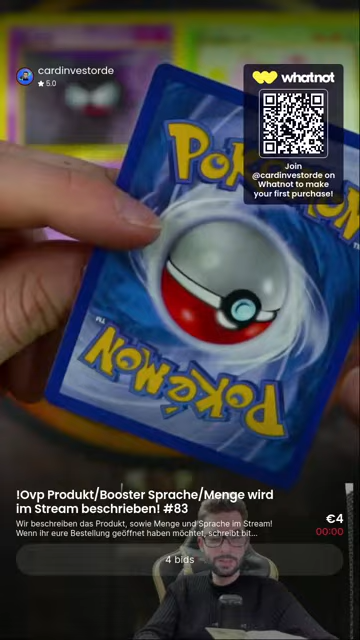 cardinvestorde
★ 5.0
whatnot
Join
@cardinvestorde on
Whatnot to make
your first purchase!
POKÉMON
POKÉMON
!Ovp Produkt/Booster Sprache/Menge wird
im Stream beschrieben! #83
Wir beschreiben das Produkt, sowie Menge und Sprache im Stream!
Wenn ihr eure Bestellung geöffnet haben möchtet, schreibt bit...
€4
00:00
4 bids